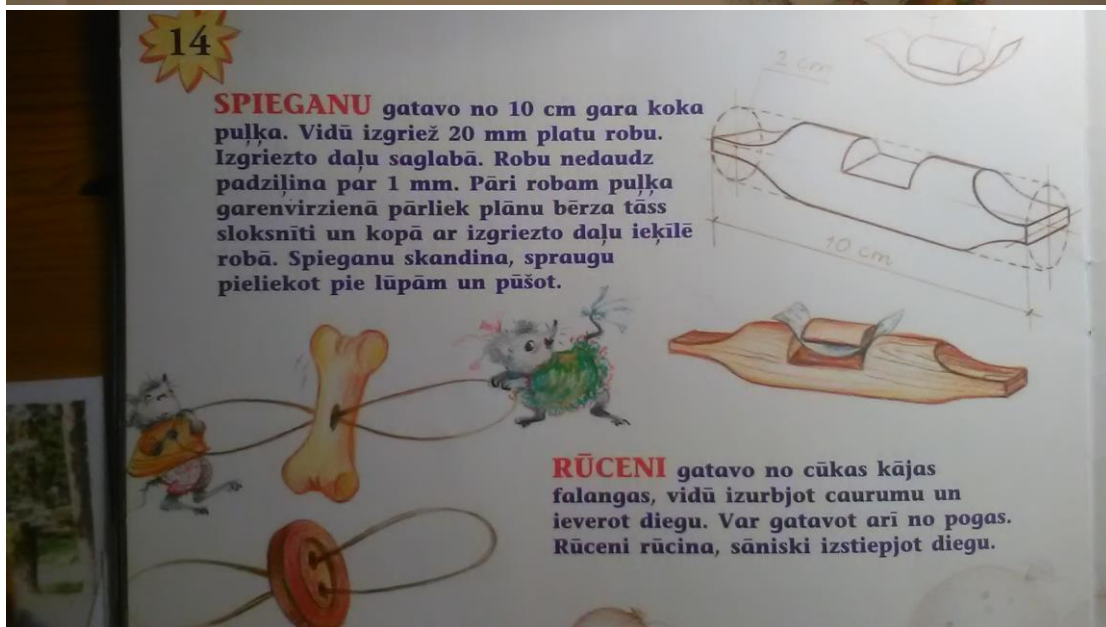 14
SPIEGANU gatavo no 10 cm gara koka
puļķa. Vidū izgriež 20 mm platu robu.
Izgriezto daļu saglabā. Robu nedaudz
padziļina par 1 mm. Pāri robam puļķa
garenvirzienā pārliek plānu bērza tāss
sloksnīti un kopā ar izgriezto daļu ieķīlē
robā. Spieganu skandina, spraugu
pieliekot pie lūpām un pūšot.
2 cm
10 cm
RŪCENI gatavo no cūkas kājas
falangas, vidū izurbjot caurumu un
ieverot diegu. Var gatavot arī no pogas.
Rūceni rūcina, sāniski izstiepjot diegu.